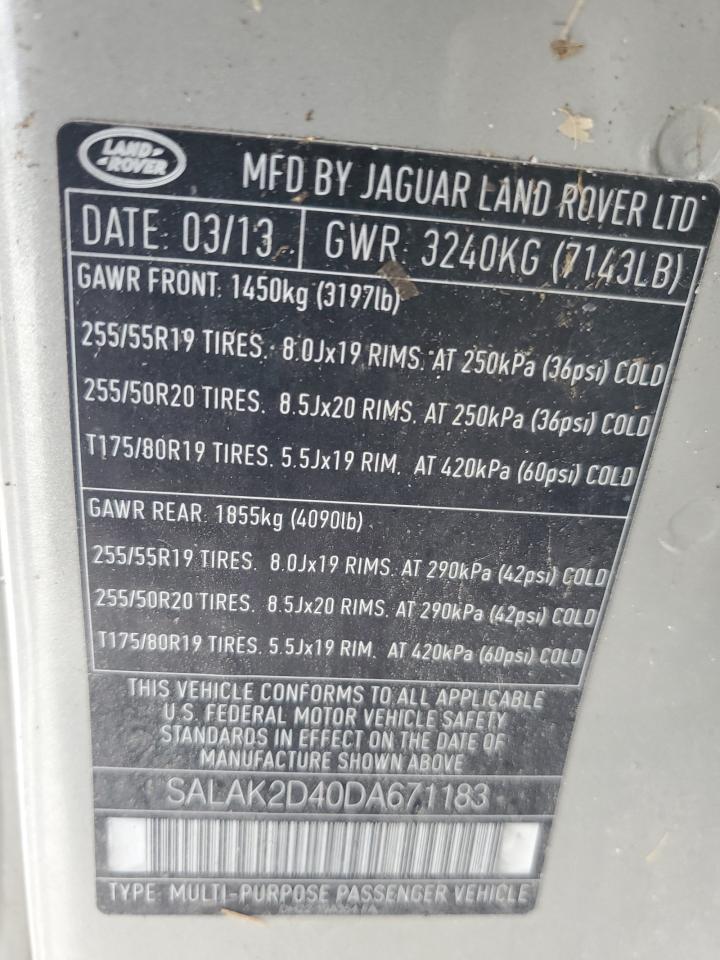 LAND-
-ROVER
MFD BY JAGUAR LAND ROVER LTD
DATE: 03/13 GWR: 3240KG (7143LB)
GAWR FRONT: 1450kg (3197lb)
255/55R19 TIRES. 8.0Jx19 RIMS. AT 250kPa (36psi) COLD
255/50R20 TIRES. 8.5Jx20 RIMS. AT 250kPa (36psi) COLD
T175/80R19 TIRES. 5.5Jx19 RIM. AT 420kPa (60psi) COLD
GAWR REAR: 1855kg (4090lb)
255/55R19 TIRES. 8.0Jx19 RIMS. AT 290kPa (42psi) COLD
255/50R20 TIRES. 8.5Jx20 RIMS. AT 290kPa (42psi) COLD
T175/80R19 TIRES. 5.5Jx19 RIM. AT 420kPa (60psi) COLD
THIS VEHICLE CONFORMS TO ALL APPLICABLE
U.S. FEDERAL MOTOR VEHICLE SAFETY
STANDARDS IN EFFECT ON THE DATE OF
MANUFACTURE SHOWN ABOVE
SALAK2D40DA671183
TYPE: MULTI-PURPOSE PASSENGER VEHICLE